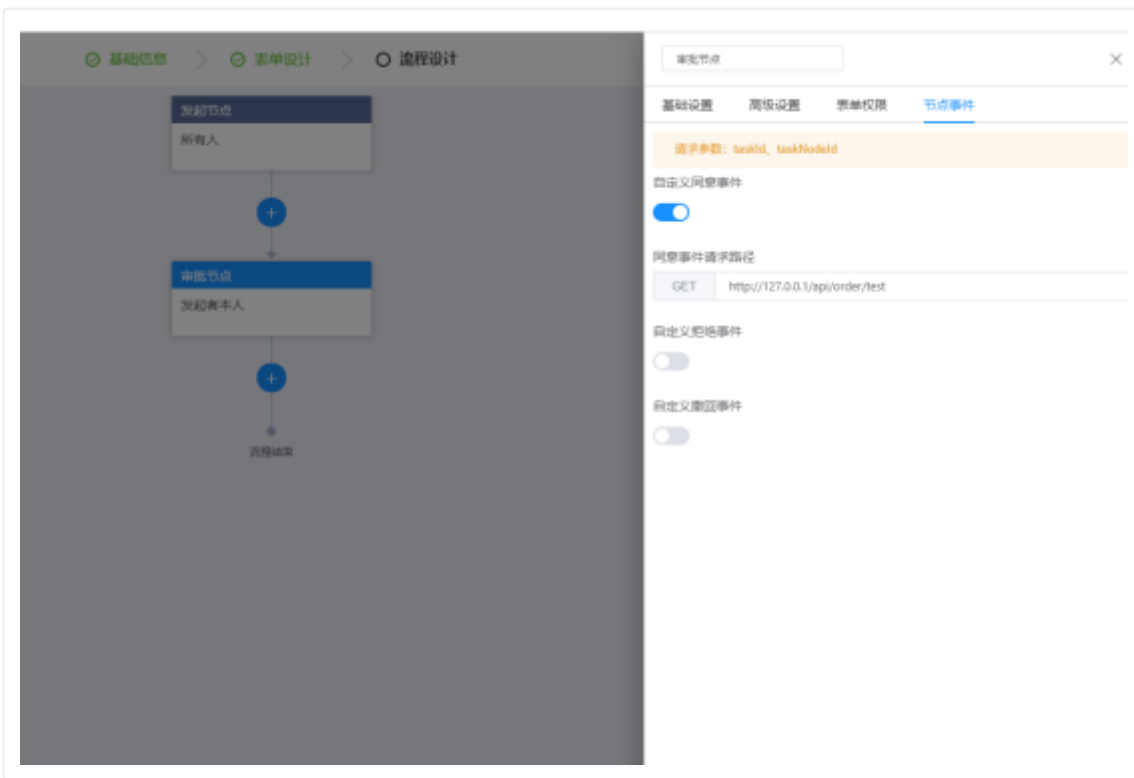 基础信息
表单设计
流程设计
发起节点
所有人
审批节点
发起者本人
流程结束
审批节点
基础设置
高级设置
表单权限
节点事件
请求参数：taskId、taskNodeId
自定义同意事件
同意事件请求路径
GET
http://127.0.0.1/api/order/test
自定义拒绝事件
自定义撤回事件